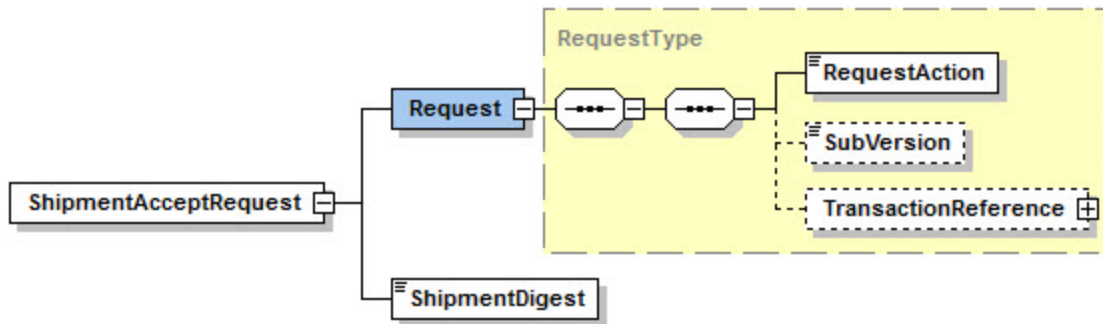 RequestType
RequestAction
Request
SubVersion
ShipmentAcceptRequest
TransactionReference
ShipmentDigest